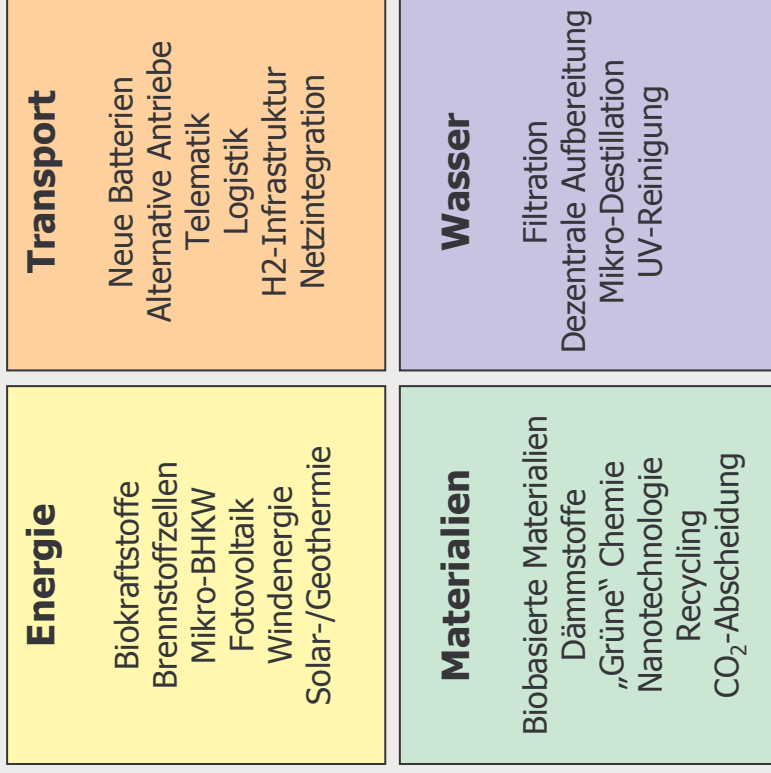 Energie
Biokraftstoffe
Brennstoffzellen
Mikro-BHKW
Fotovoltaik
Windenergie
Solar-/Geothermie
Transport
Neue Batterien
Alternative Antriebe
Telematik
Logistik
H2-Infrastruktur
Netzintegration
Materialien
Biobasierte Materialien
Dämmstoffe
„Grüne“ Chemie
Nanotechnologie
Recycling
CO₂-Abscheidung
Wasser
Filtration
Dezentrale Aufbereitung
Mikro-Destillation
UV-Reinigung